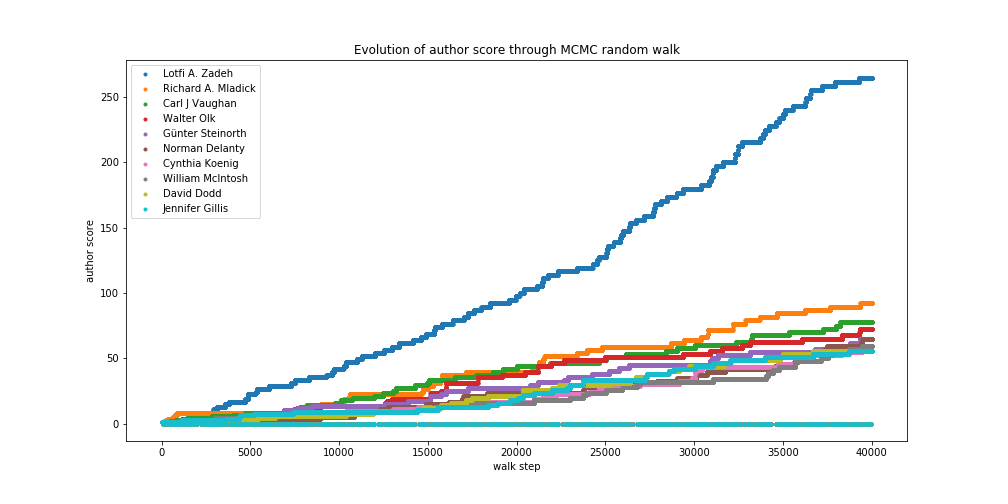 Evolution of author score through MCMC random walk
Lotfi A. Zadeh
Richard A. Mladick
Carl J Vaughan
Walter Olk
Günter Steinorth
Norman Delanty
Cynthia Koenig
William McIntosh
David Dodd
Jennifer Gillis
author score
250
200
150
100
50
0
0 5000 10000 15000 20000 25000 30000 35000 40000
walk step